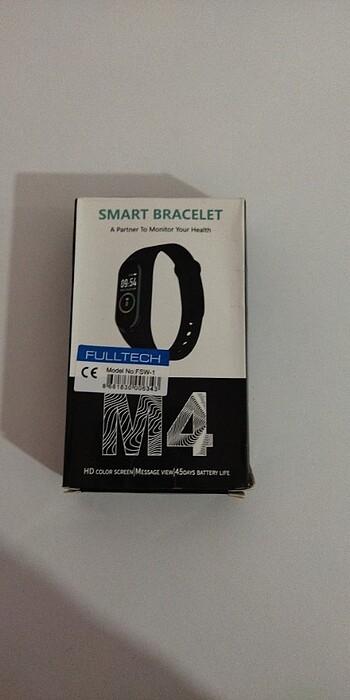 SMART BRACELET
A Partner To Monitor Your Health
09:54
FULLTECH
CE Model No:FSW-1
8681830006343
M4
HD COLOR SCREEN|MESSAGE VIEW|45DAYS BATTERY LIFE